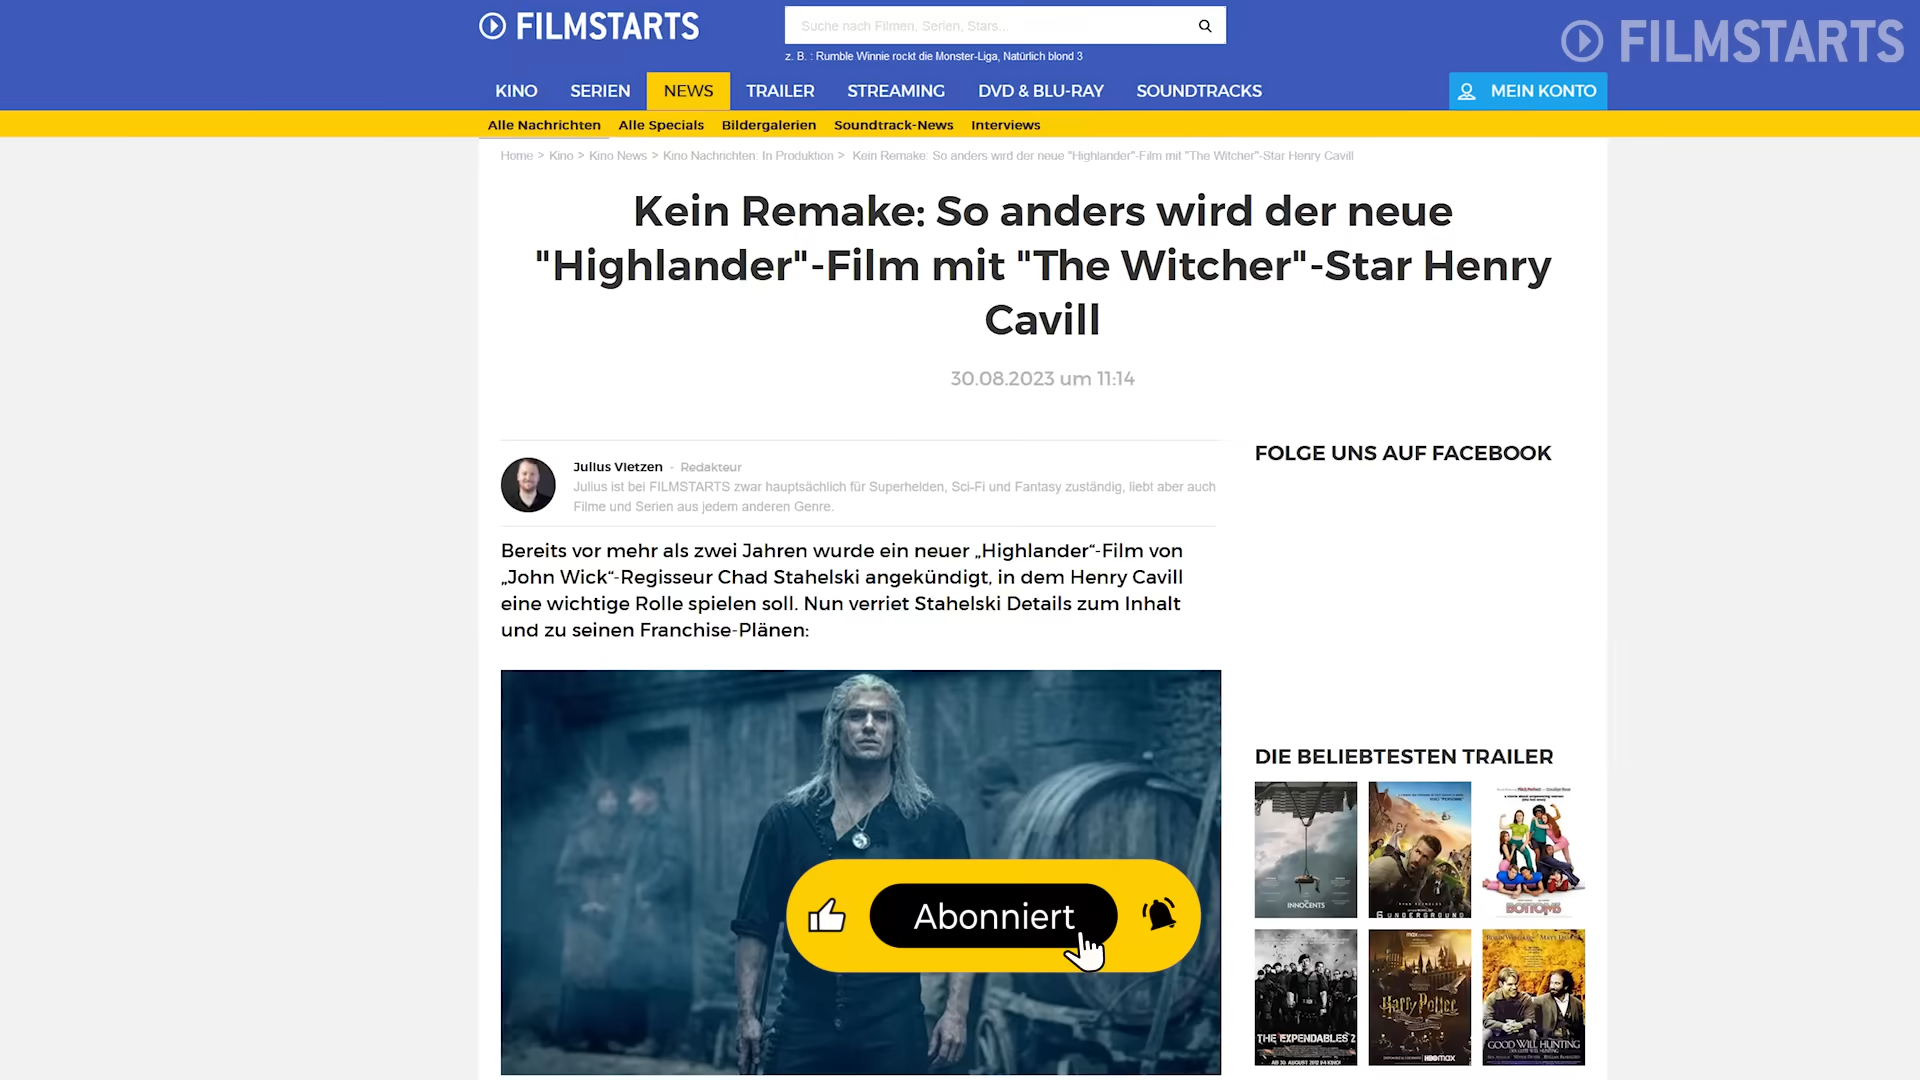 FILMSTARTS
Suche nach Filmen, Serien, Stars...
FILMSTARTS
z. B. : Rumble Winnie rockt die Monster-Liga, Natürlich blond 3
KINO SERIEN NEWS TRAILER STREAMING DVD & BLU-RAY SOUNDTRACKS MEIN KONTO
Alle Nachrichten Alle Specials Bildergalerien Soundtrack-News Interviews
Home > Kino > Kino News > Kino Nachrichten: In Produktion > Kein Remake: So anders wird der neue "Highlander"-Film mit "The Witcher"-Star Henry Cavill
Kein Remake: So anders wird der neue
"Highlander"-Film mit "The Witcher"-Star Henry
Cavill
30.08.2023 um 11:14
FOLGE UNS AUF FACEBOOK
Julius Vietzen - Redakteur
Julius ist bei FILMSTARTS zwar hauptsächlich für Superhelden, Sci-Fi und Fantasy zuständig, liebt aber auch
Filme und Serien aus jedem anderen Genre.
Bereits vor mehr als zwei Jahren wurde ein neuer „Highlander“-Film von
„John Wick“-Regisseur Chad Stahelski angekündigt, in dem Henry Cavill
eine wichtige Rolle spielen soll. Nun verriet Stahelski Details zum Inhalt
und zu seinen Franchise-Plänen:
DIE BELIEBTESTEN TRAILER
INNOCENTS
6 UNDERGROUND
BOTTOMS
Abonniert
THE EXPENDABLES 2
AB 30. AUGUST 2012 IM KINO!
Harry Potter
HBOmax
GOOD WILL HUNTING